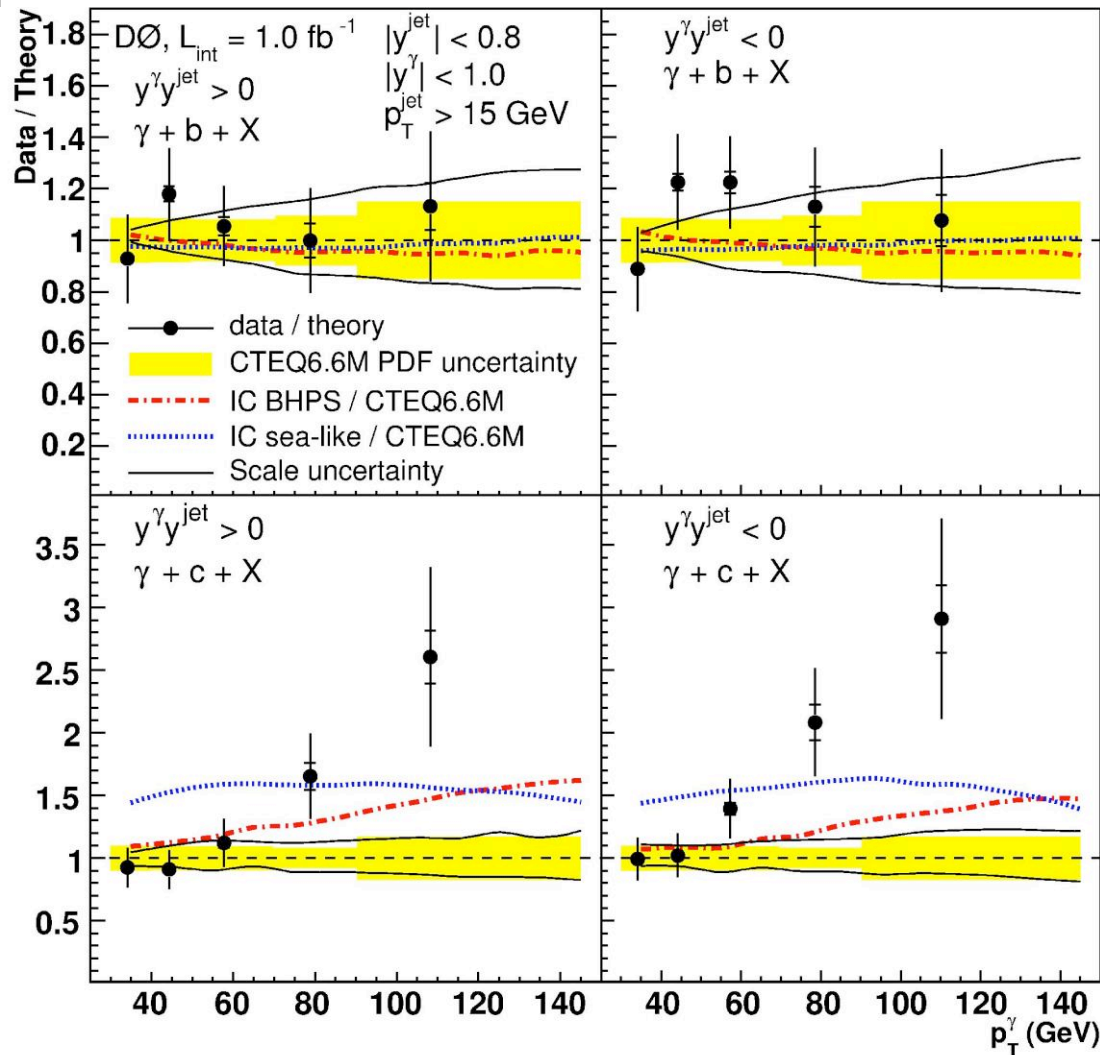 Data / Theory
DØ, L_int = 1.0 fb⁻¹
y^γ y^jet > 0
γ + b + X
|y^jet| < 0.8
|y^γ| < 1.0
p_T^jet > 15 GeV
1.8
1.6
1.4
1.2
1
0.8
0.6
0.4
0.2
data / theory
CTEQ6.6M PDF uncertainty
IC BHPS / CTEQ6.6M
IC sea-like / CTEQ6.6M
Scale uncertainty
y^γ y^jet < 0
γ + b + X
y^γ y^jet > 0
γ + c + X
3.5
3
2.5
2
1.5
1
0.5
y^γ y^jet < 0
γ + c + X
40 60 80 100 120 140
40 60 80 100 120 140
p_T^γ (GeV)